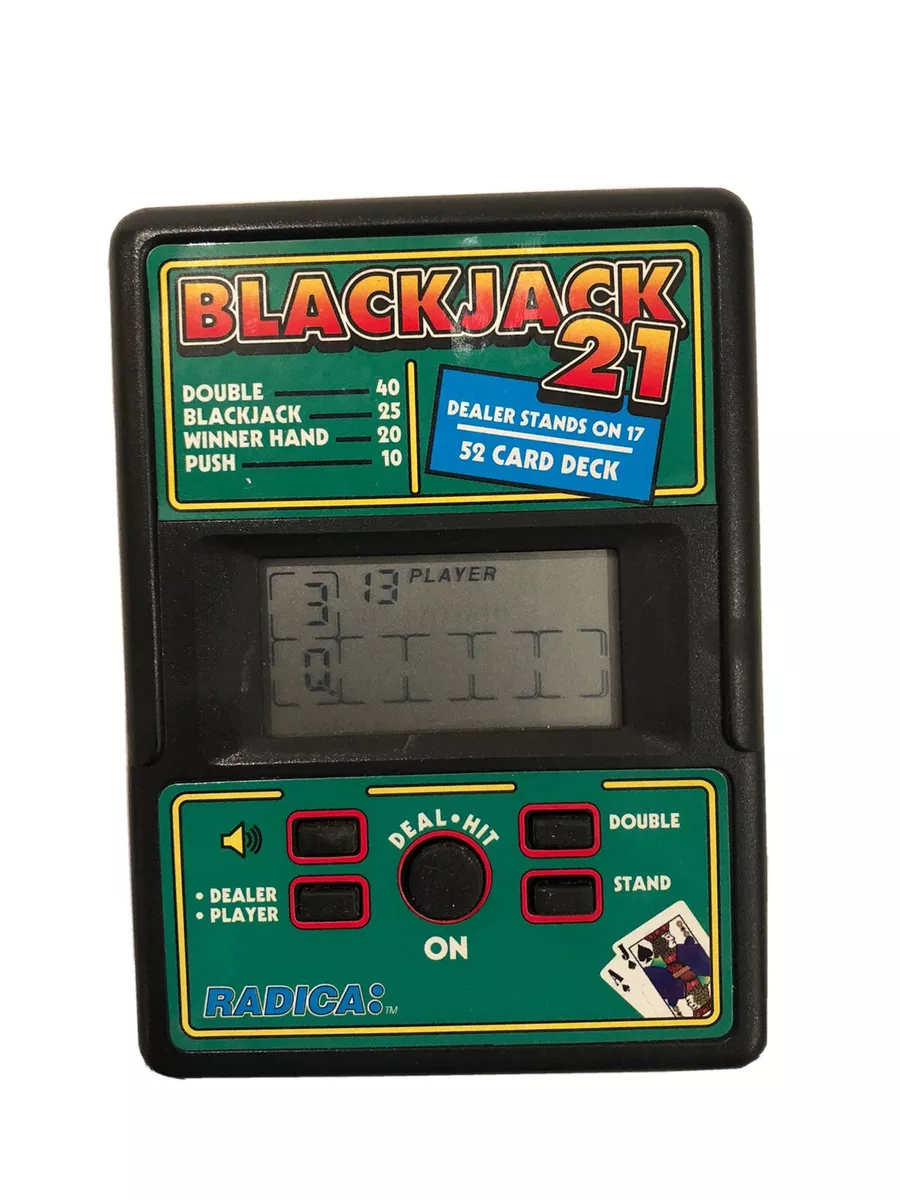 BLACKJACK
21
DOUBLE 40
BLACKJACK 25
WINNER HAND 20
PUSH 10
DEALER STANDS ON 17
52 CARD DECK
3 13 PLAYER
Q
DEAL • HIT
DOUBLE
• DEALER
• PLAYER
STAND
ON
J
A
RADICA:™